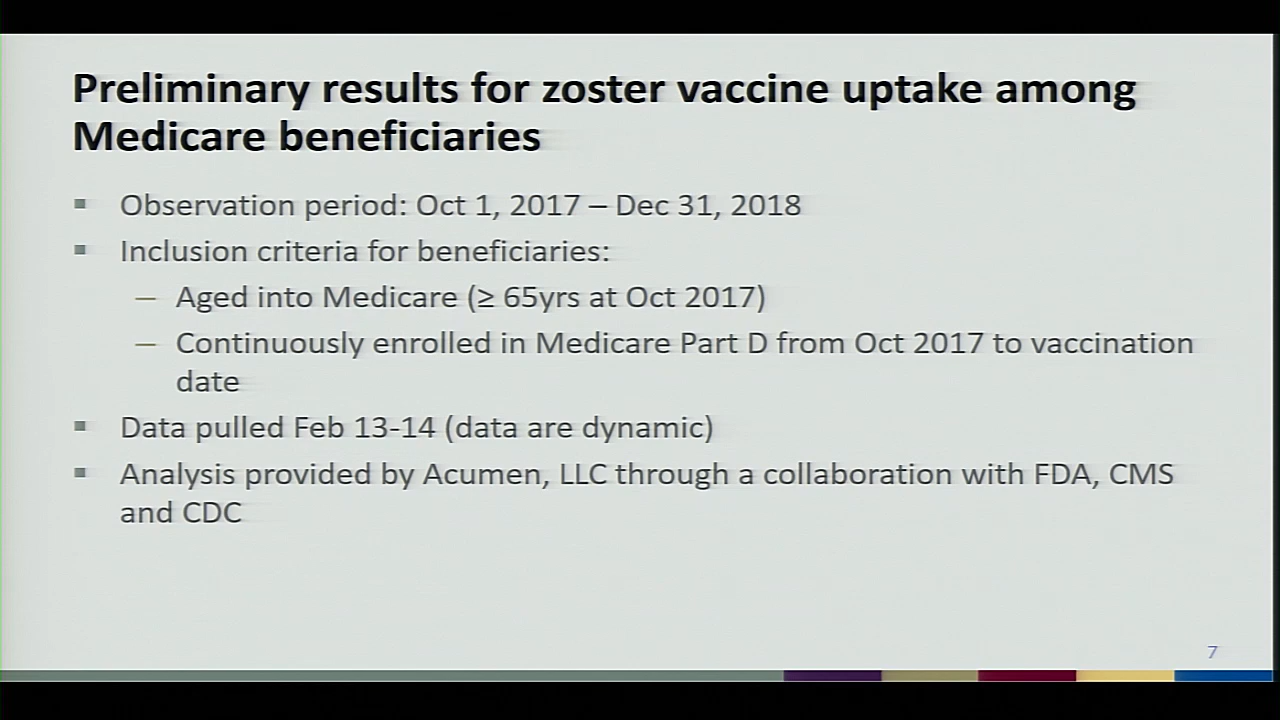 Preliminary results for zoster vaccine uptake among
Medicare beneficiaries
▪ Observation period: Oct 1, 2017 – Dec 31, 2018
▪ Inclusion criteria for beneficiaries:
– Aged into Medicare (≥ 65yrs at Oct 2017)
– Continuously enrolled in Medicare Part D from Oct 2017 to vaccination
date
▪ Data pulled Feb 13-14 (data are dynamic)
▪ Analysis provided by Acumen, LLC through a collaboration with FDA, CMS
and CDC
7